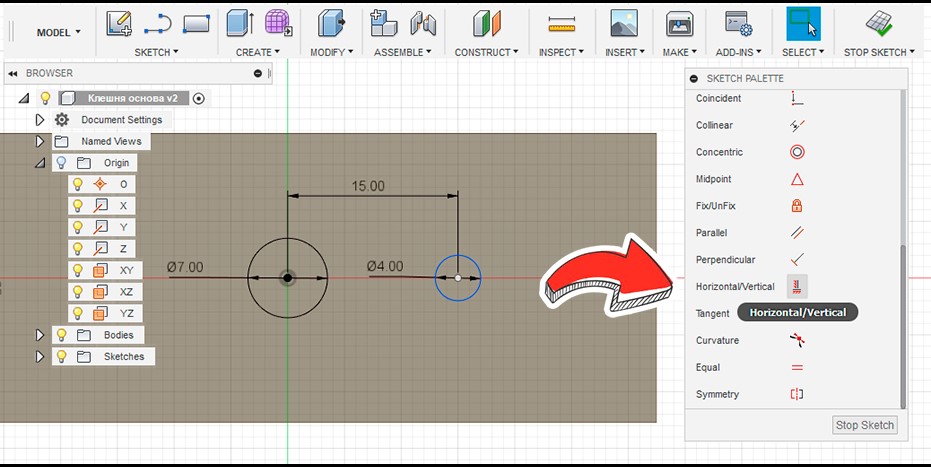 MODEL
SKETCH
CREATE
MODIFY
ASSEMBLE
CONSTRUCT
INSPECT
INSERT
MAKE
ADD-INS
SELECT
STOP SKETCH
BROWSER
Клешня основа v2
Document Settings
Named Views
Origin
O
X
Y
Z
XY
XZ
YZ
Bodies
Sketches
15.00
Ø7.00
Ø4.00
SKETCH PALETTE
Coincident
Collinear
Concentric
Midpoint
Fix/UnFix
Parallel
Perpendicular
Horizontal/Vertical
Tangent
Horizontal/Vertical
Curvature
Equal
Symmetry
Stop Sketch